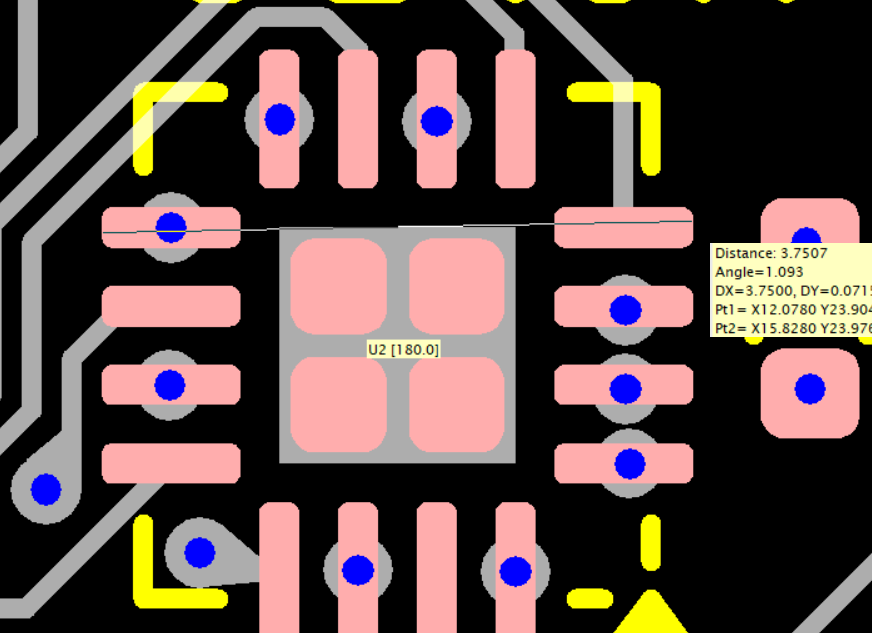 Distance: 3.7507
Angle=1.093
DX=3.7500, DY=0.0715
Pt1= X12.0780 Y23.904
Pt2= X15.8280 Y23.976
U2 [180.0]